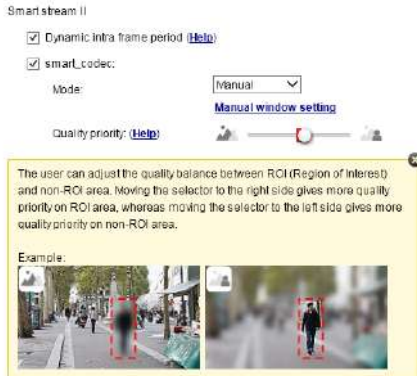 Smart stream II
Dynamic intra frame period (Help)
smart_codec:
Mode:
Manual
Manual window setting
Quality priority: (Help)
The user can adjust the quality balance between ROI (Region of Interest)
and non-ROI area. Moving the selector to the right side gives more quality
priority on ROI area, whereas moving the selector to the left side gives more
quality priority on non-ROI area.
Example: